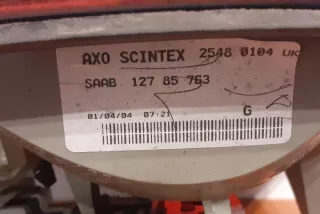 AXO SCINTEX 2548 0104 UK
SAAB 127 85 763
01/04/04 07:21
G